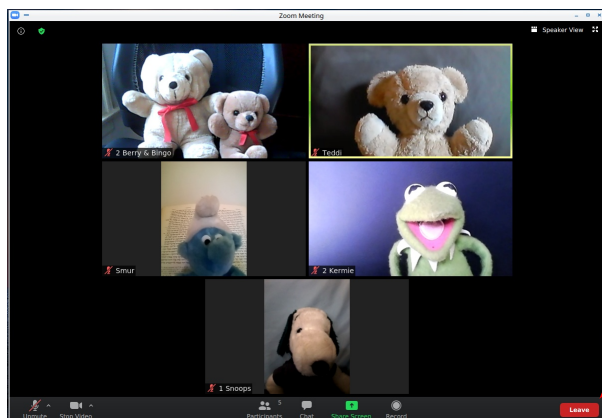 Zoom Meeting
Speaker View
2 Berry & Bingo
Teddi
Smur
2 Kermie
1 Snoops
Unmute
Stop Video
Participants
5
Chat
Share Screen
Record
Leave